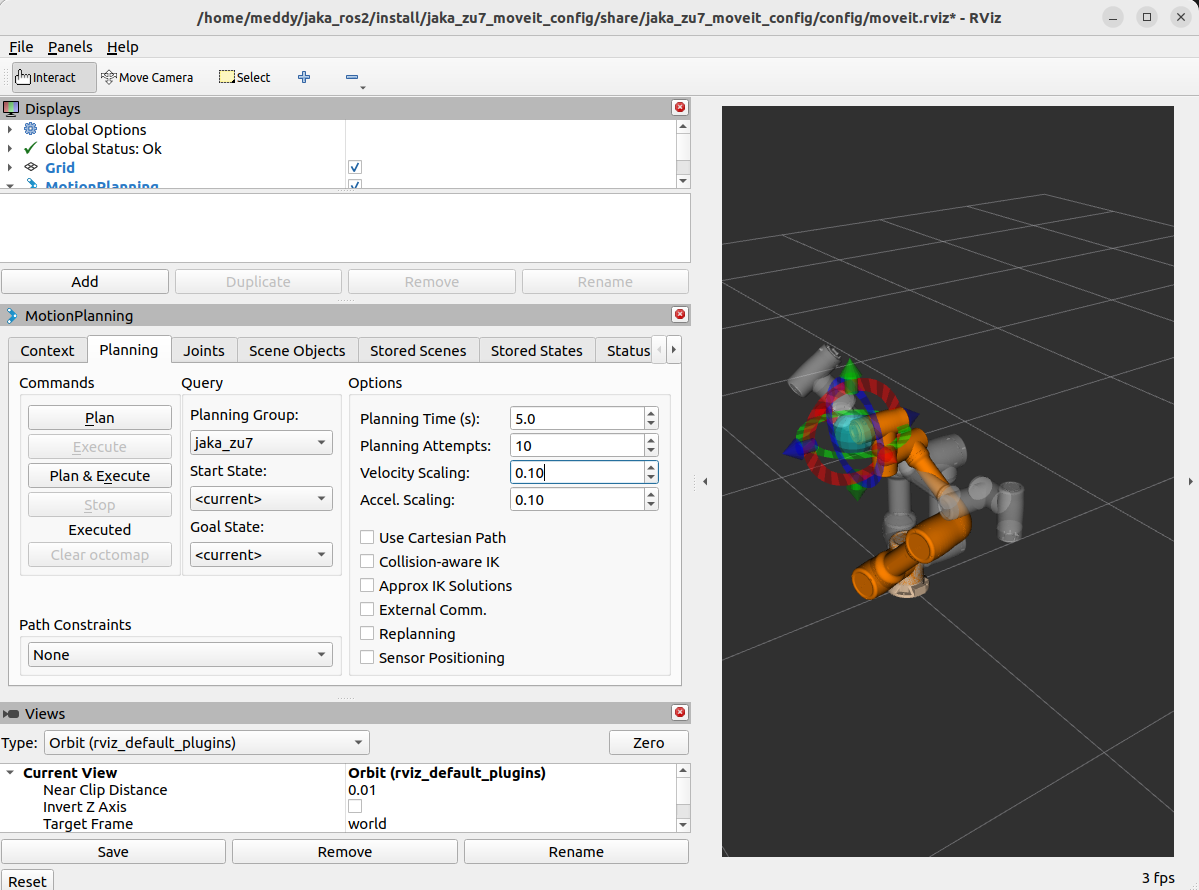 /home/meddy/jaka_ros2/install/jaka_zu7_moveit_config/share/jaka_zu7_moveit_config/config/moveit.rviz* - RViz
File Panels Help
Interact Move Camera Select
Displays
Global Options
Global Status: Ok
Grid
MotionPlanning
Add Duplicate Remove Rename
MotionPlanning
Context Planning Joints Scene Objects Stored Scenes Stored States Status
Commands Query Options
Plan
Execute
Plan & Execute
Stop
Executed
Clear octomap
Planning Group:
jaka_zu7
Start State:
<current>
Goal State:
<current>
Planning Time (s): 5.0
Planning Attempts: 10
Velocity Scaling: 0.10
Accel. Scaling: 0.10
Use Cartesian Path
Collision-aware IK
Approx IK Solutions
External Comm.
Replanning
Sensor Positioning
Path Constraints
None
Views
Type: Orbit (rviz_default_plugins) Zero
Current View Orbit (rviz_default_plugins)
Near Clip Distance 0.01
Invert Z Axis
Target Frame world
Save Remove Rename
Reset
3 fps